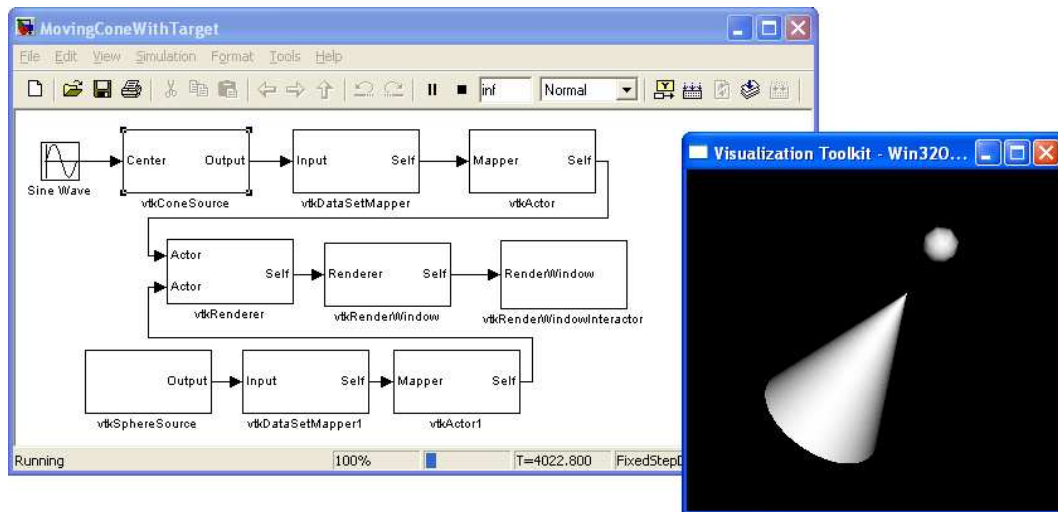 MovingConeWithTarget
File Edit View Simulation Format Tools Help
inf Normal
Visualization Toolkit - Win32O...
Center Output
Input Self
Mapper Self
Sine Wave
vtkConeSource
vtkDataSetMapper
vtkActor
Actor
Self
Renderer Self
RenderWindow
Actor
vtkRenderer
vtkRenderWindow
vtkRenderWindowInteractor
Output
Input Self
Mapper Self
vtkSphereSource
vtkDataSetMapper1
vtkActor1
Running 100% T=4022.800 FixedStepD